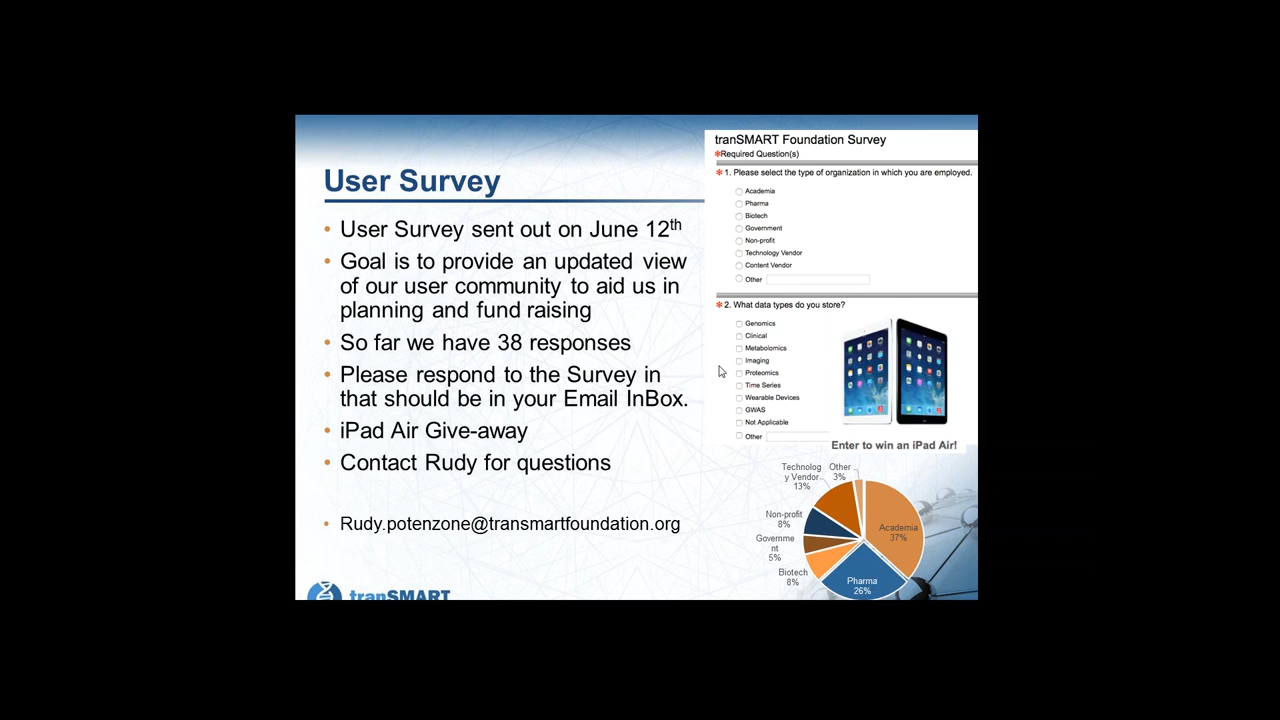 User Survey
• User Survey sent out on June 12th
• Goal is to provide an updated view
of our user community to aid us in
planning and fund raising
• So far we have 38 responses
• Please respond to the Survey in
that should be in your Email InBox.
• iPad Air Give-away
• Contact Rudy for questions
• Rudy.potenzone@transmartfoundation.org
tranSMART
tranSMART Foundation Survey
*Required Question(s)
* 1. Please select the type of organization in which you are employed.
Academia
Pharma
Biotech
Government
Non-profit
Technology Vendor
Content Vendor
Other
* 2. What data types do you store?
Genomics
Clinical
Metabolomics
Imaging
Proteomics
Time Series
Wearable Devices
GWAS
Not Applicable
Other
Enter to win an iPad Air!
Technolog
y Vendor
13%
Other
3%
Non-profit
8%
Governme
nt
5%
Biotech
8%
Academia
37%
Pharma
26%